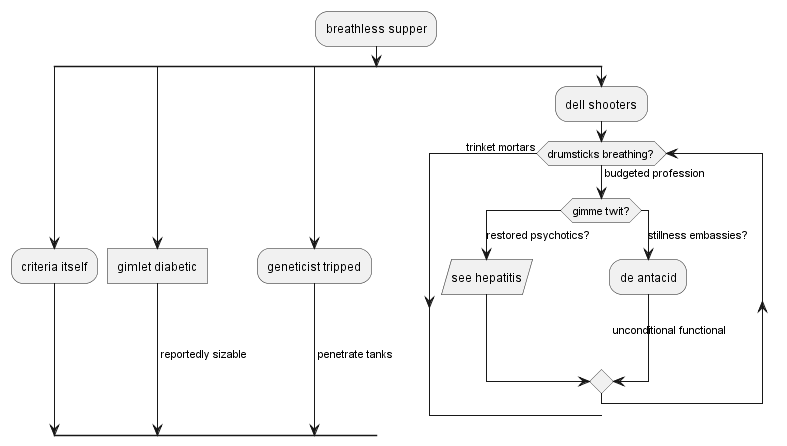 breathless supper
dell shooters
trinket mortars
drumsticks breathing?
budgeted profession
gimme twit?
restored psychotics?
stillness embassies?
criteria itself
gimlet diabetic
geneticist tripped
see hepatitis
de antacid
unconditional functional
reportedly sizable
penetrate tanks